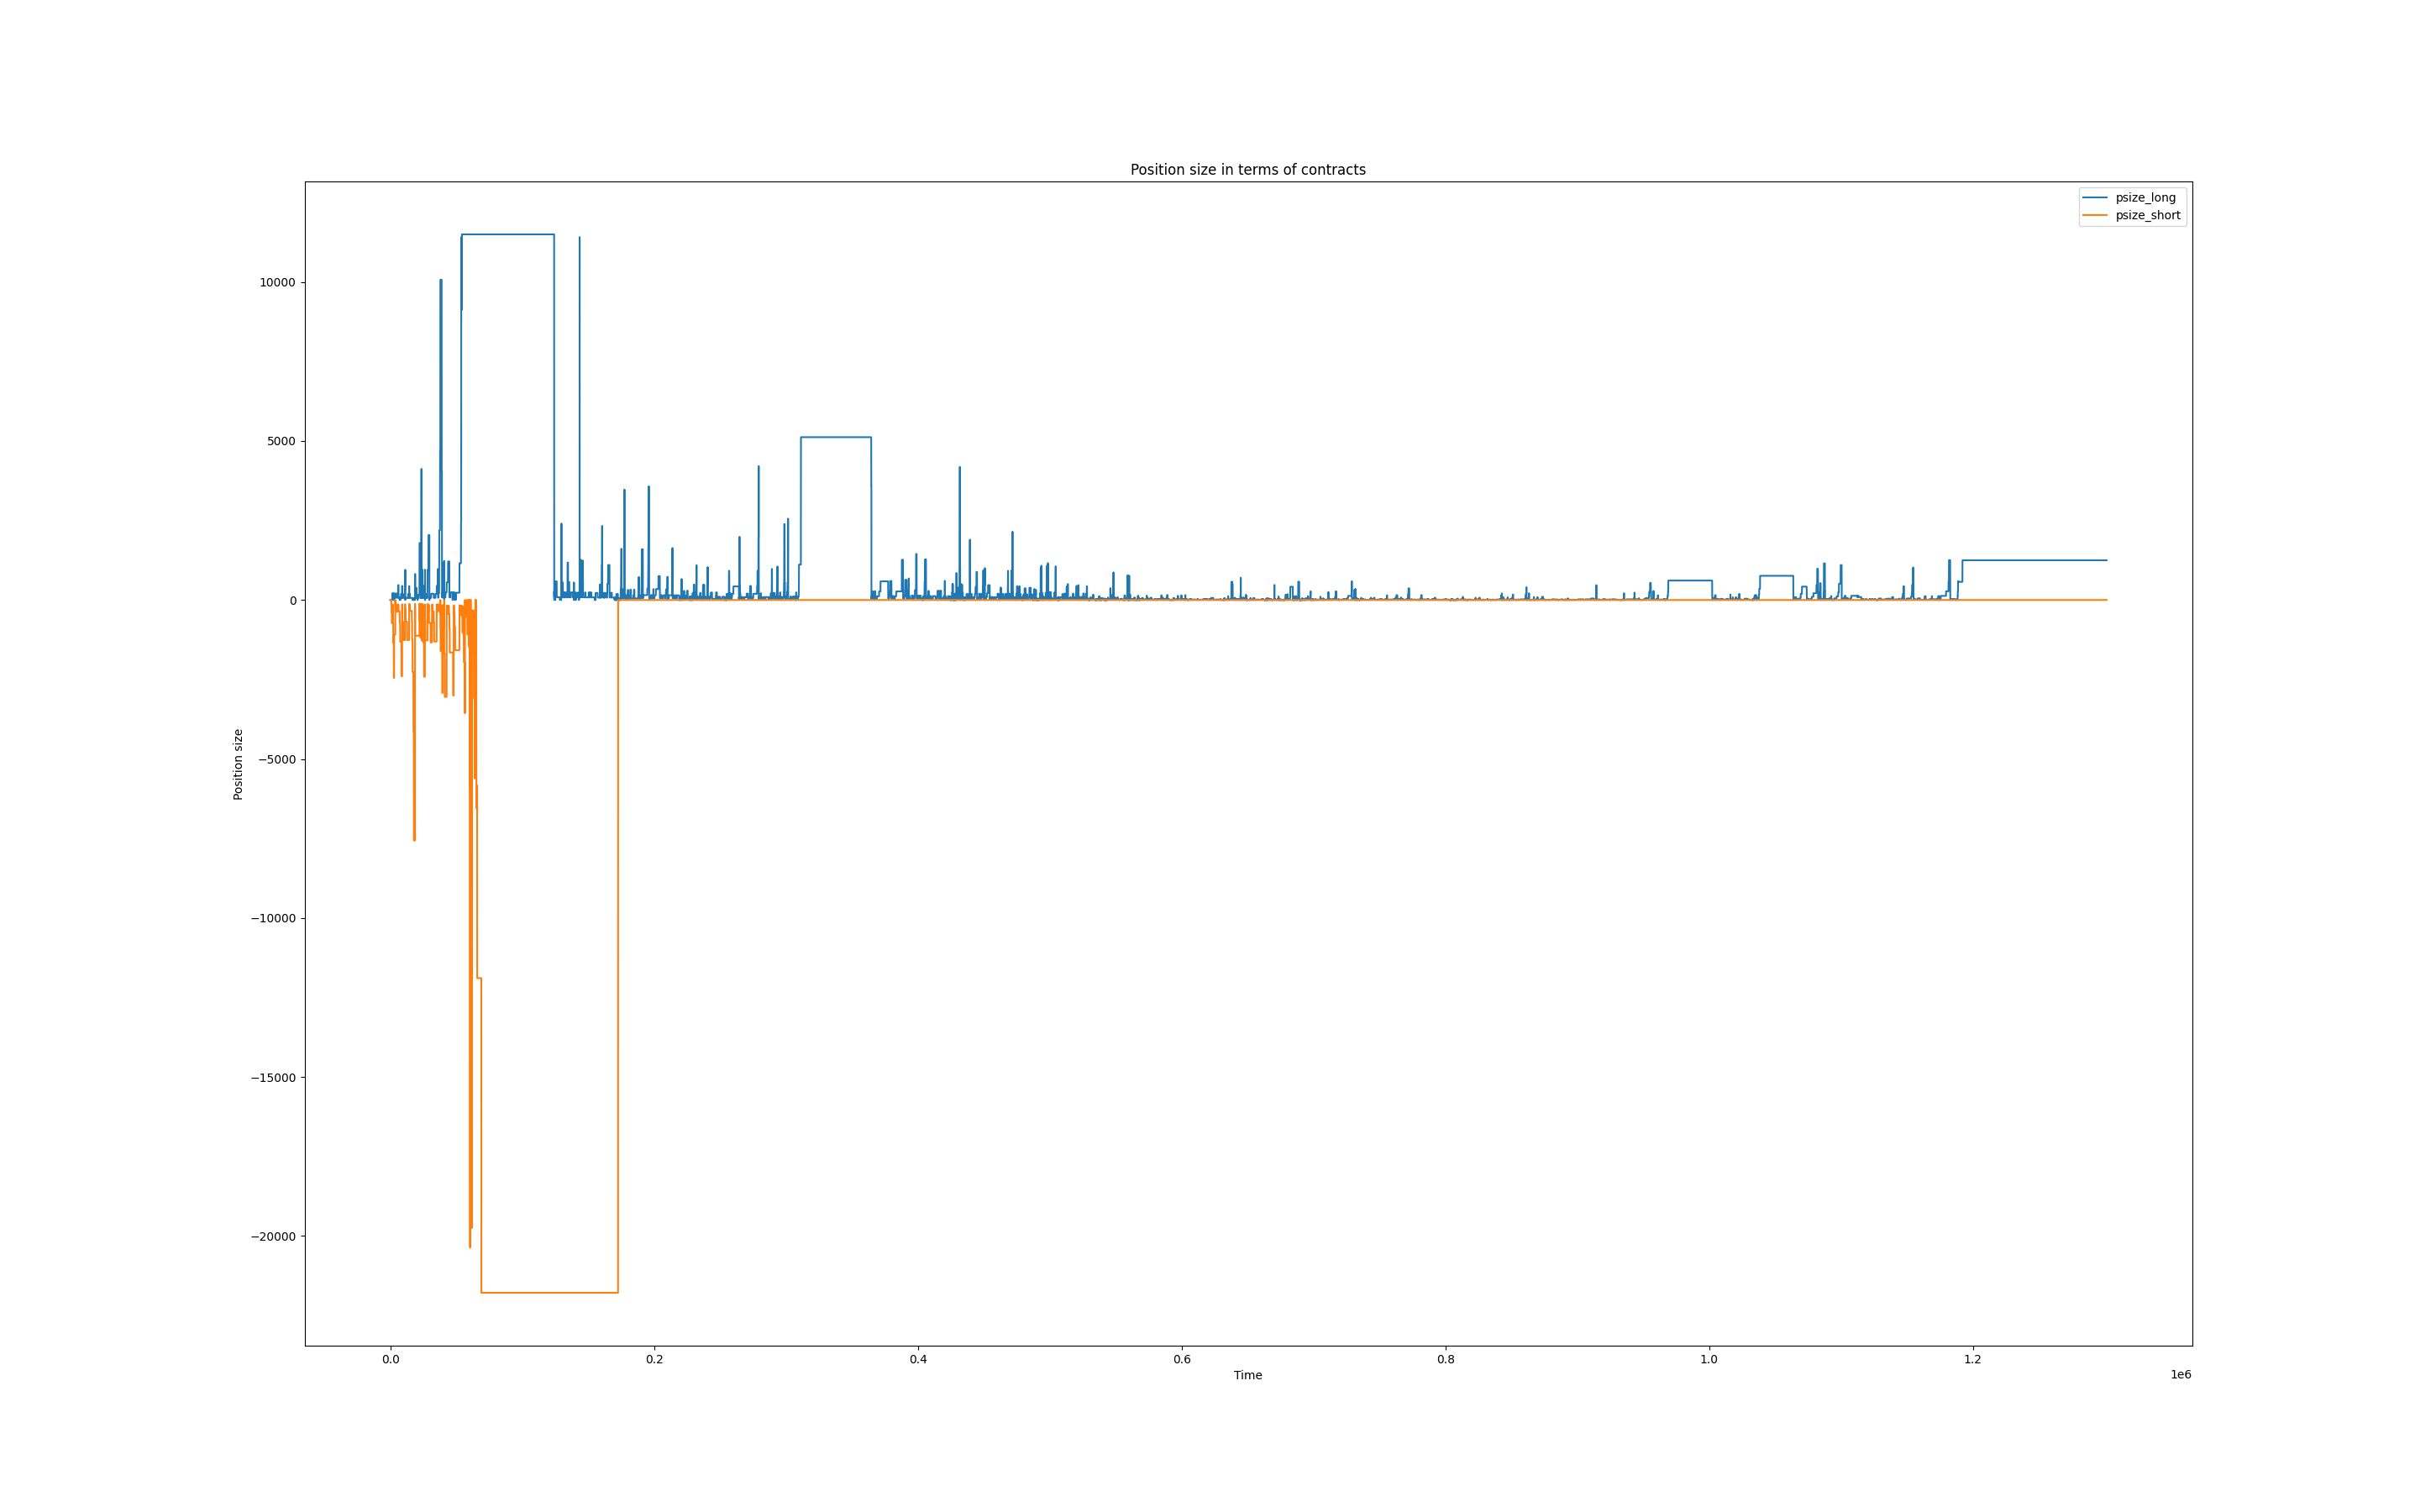 Position size in terms of contracts
psize_long
psize_short
10000
5000
0
−5000
−10000
−15000
−20000
Position size
0.0 0.2 0.4 0.6 0.8 1.0 1.2
Time
1e6